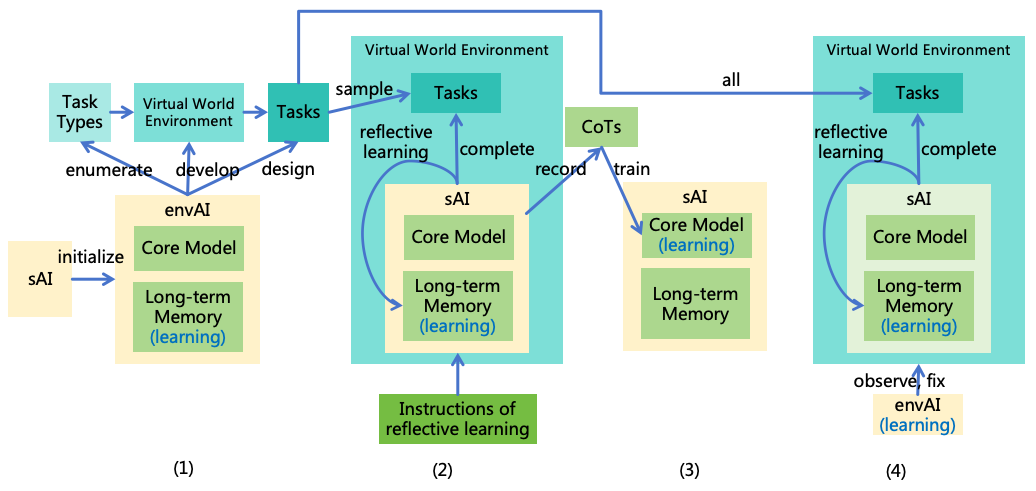 Task
Types
Virtual World
Environment
Tasks
enumerate
develop
design
envAI
Core Model
Long-term
Memory
(learning)
sAI
initialize
(1)
sample
all
Virtual World Environment
Tasks
reflective
learning
complete
sAI
Core Model
Long-term
Memory
(learning)
Instructions of
reflective learning
(2)
CoTs
record
train
sAI
Core Model
(learning)
Long-term
Memory
(3)
Virtual World Environment
Tasks
reflective
learning
complete
sAI
Core Model
Long-term
Memory
(learning)
observe, fix
envAI
(learning)
(4)